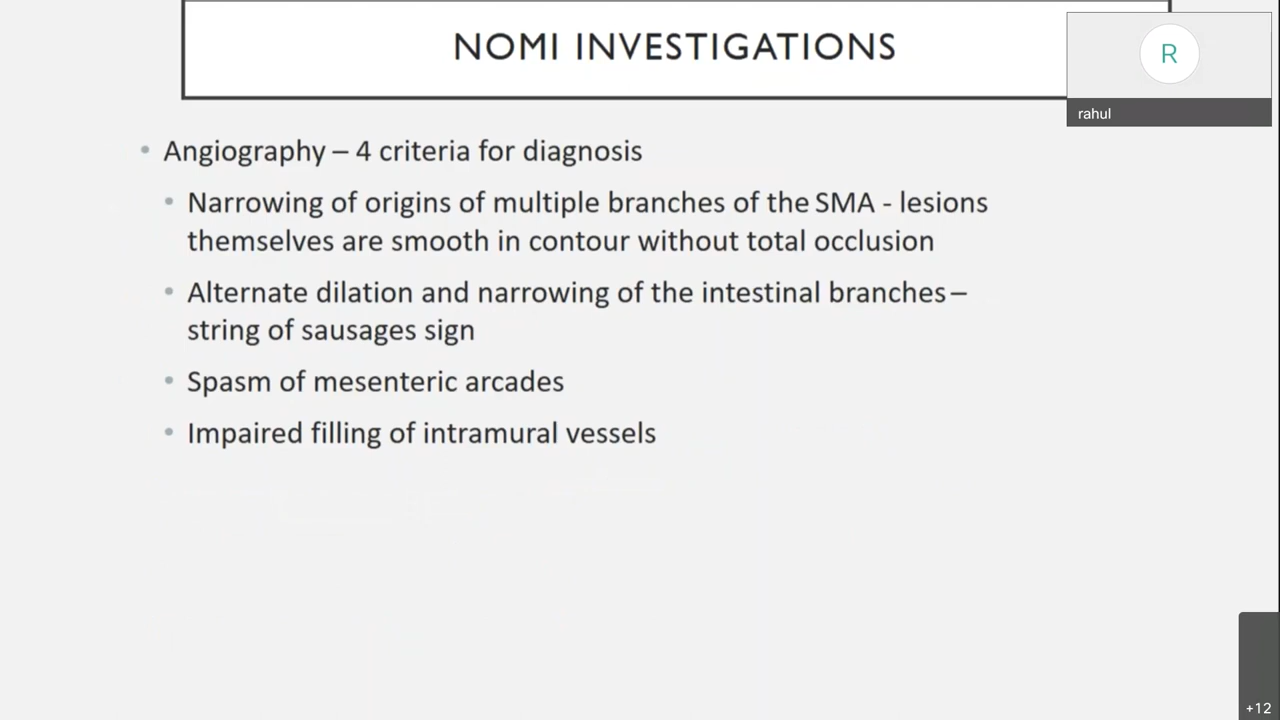 NOMI INVESTIGATIONS
R
rahul
• Angiography – 4 criteria for diagnosis
• Narrowing of origins of multiple branches of the SMA - lesions
themselves are smooth in contour without total occlusion
• Alternate dilation and narrowing of the intestinal branches –
string of sausages sign
• Spasm of mesenteric arcades
• Impaired filling of intramural vessels
+12